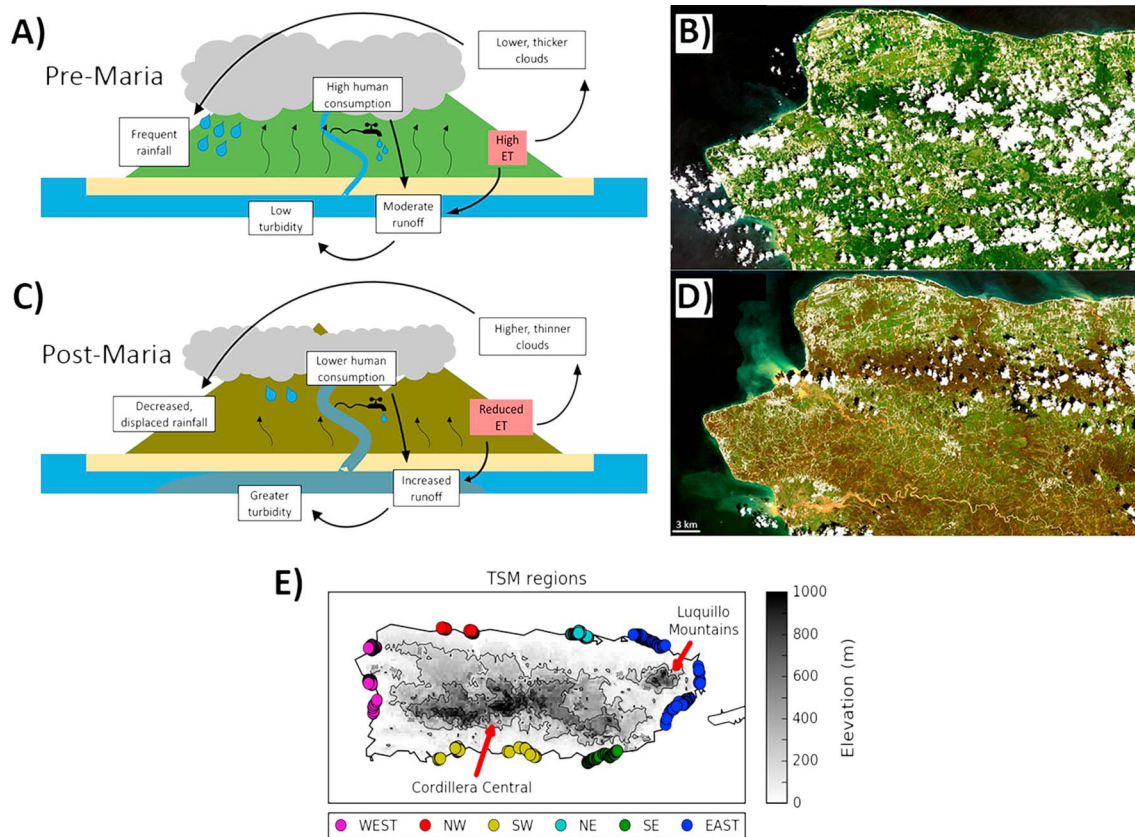 A)
Pre-Maria
Lower, thicker
clouds
High human
consumption
Frequent
rainfall
High
ET
Low
turbidity
Moderate
runoff
B)
C)
Post-Maria
Higher, thinner
clouds
Lower human
consumption
Decreased,
displaced rainfall
Reduced
ET
Greater
turbidity
Increased
runoff
D)
3 km
E)
TSM regions
Luquillo
Mountains
Cordillera Central
1000
800
600
400
200
0
Elevation (m)
WEST NW SW NE SE EAST